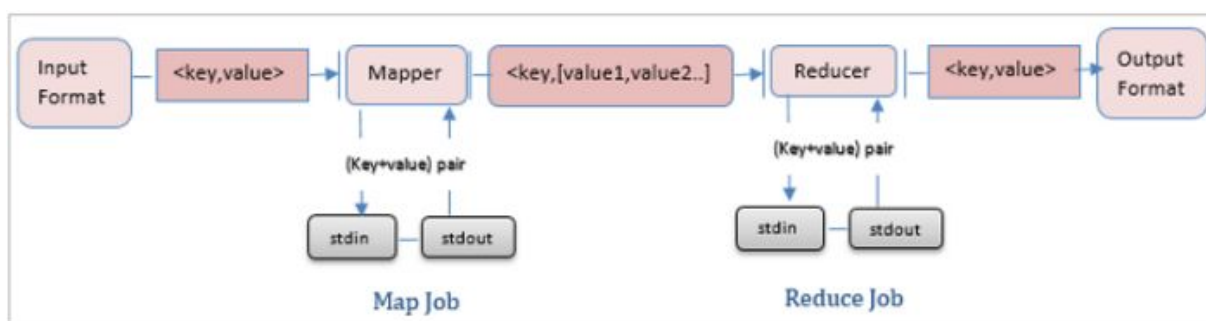 Input
Format
<key,value>
Mapper
<key,[value1,value2..]
Reducer
<key,value>
Output
Format
(Key+value) pair
(Key+value) pair
stdin
stdout
stdin
stdout
Map Job
Reduce Job